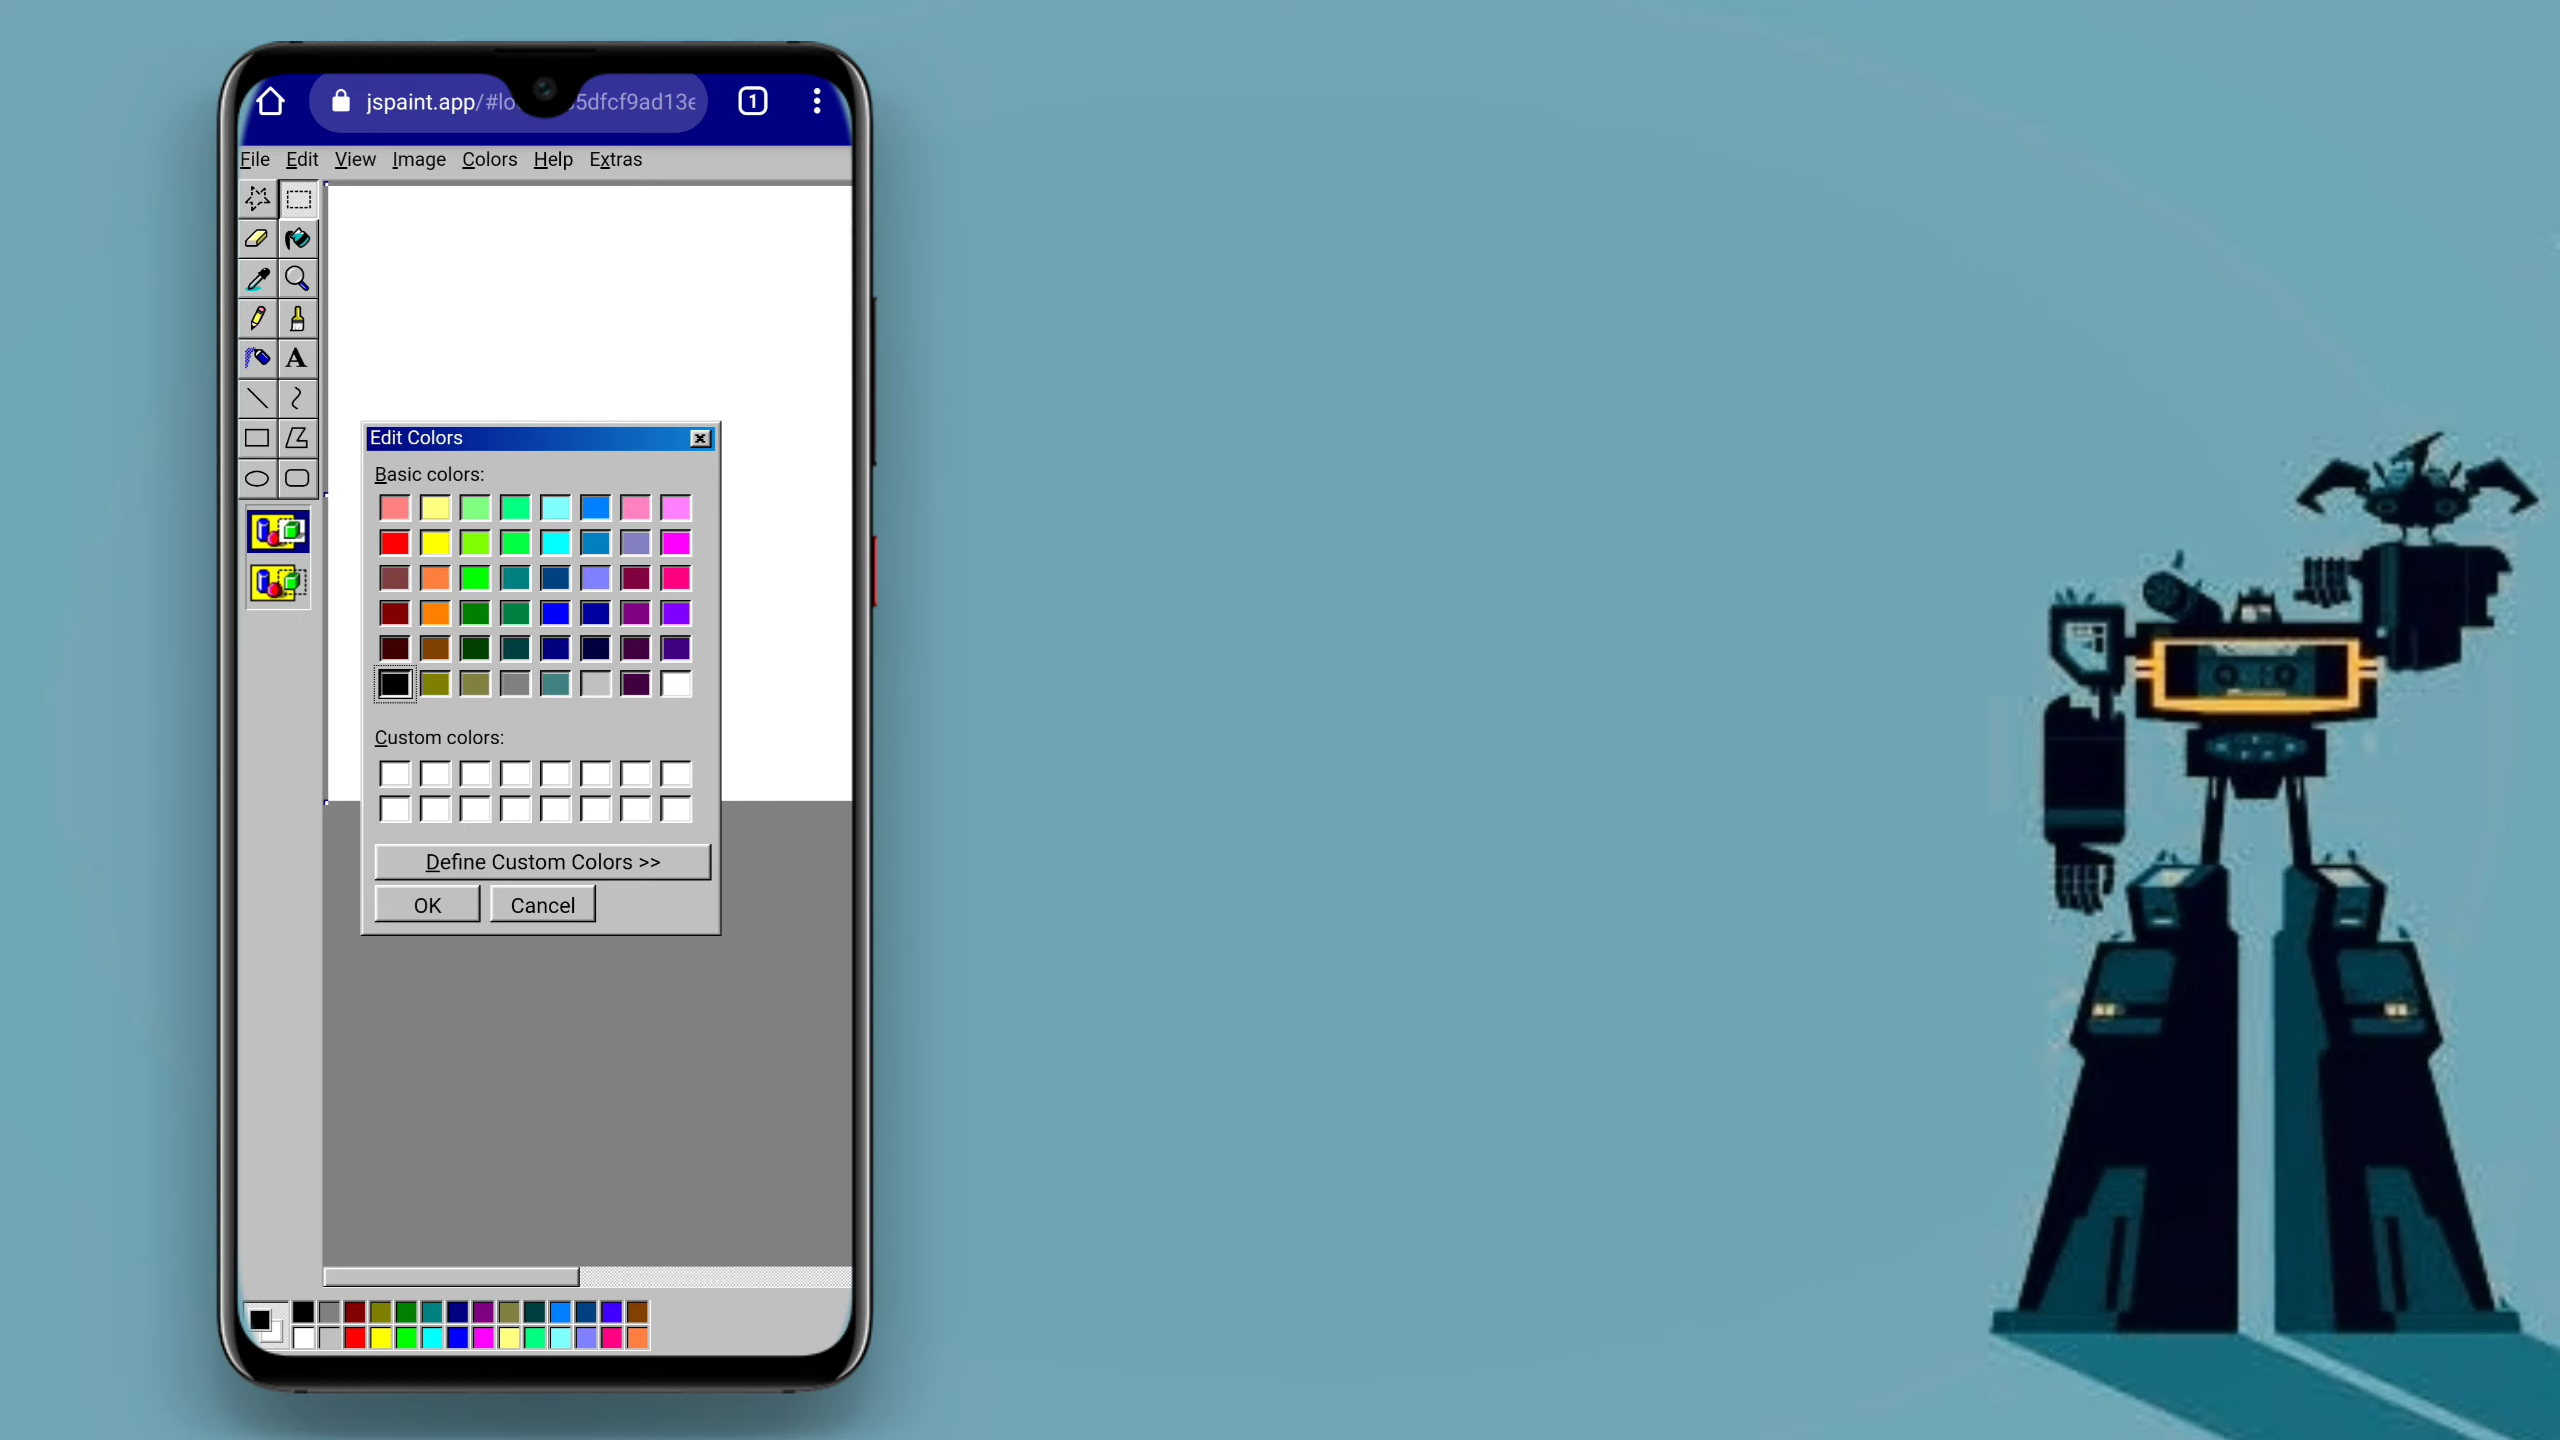 jspaint.app/#lo 5dfcf9ad13e
1
File Edit View Image Colors Help Extras
A
Edit Colors
Basic colors:
Custom colors:
Define Custom Colors >>
OK Cancel